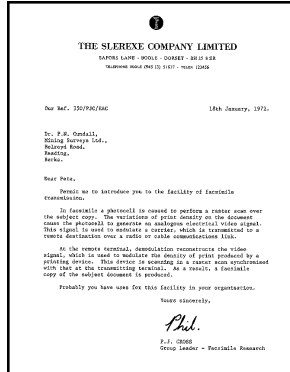 THE SLEREXE COMPANY LIMITED
SAPORS LANE - BOOLE - DORSET - BH25 8ER
TELEPHONE BOOLE (945 13) 51617 - TELEX 123456
Our Ref. 350/PJC/EAC
18th January, 1972.
Dr. P.N. Cundall,
Mining Surveys Ltd.,
Holroyd Road,
Reading,
Berks.
Dear Pete,
Permit me to introduce you to the facility of facsimile
transmission.
In facsimile a photocell is caused to perform a raster scan over
the subject copy. The variations of print density on the document
cause the photocell to generate an analogous electrical video signal.
This signal is used to modulate a carrier, which is transmitted to a
remote destination over a radio or cable communications link.
At the remote terminal, demodulation reconstructs the video
signal, which is used to modulate the density of print produced by a
printing device. This device is scanning in a raster scan synchronised
with that at the transmitting terminal. As a result, a facsimile
copy of the subject document is produced.
Probably you have uses for this facility in your organisation.
Yours sincerely,
Phil.
P.J. CROSS
Group Leader - Facsimile Research